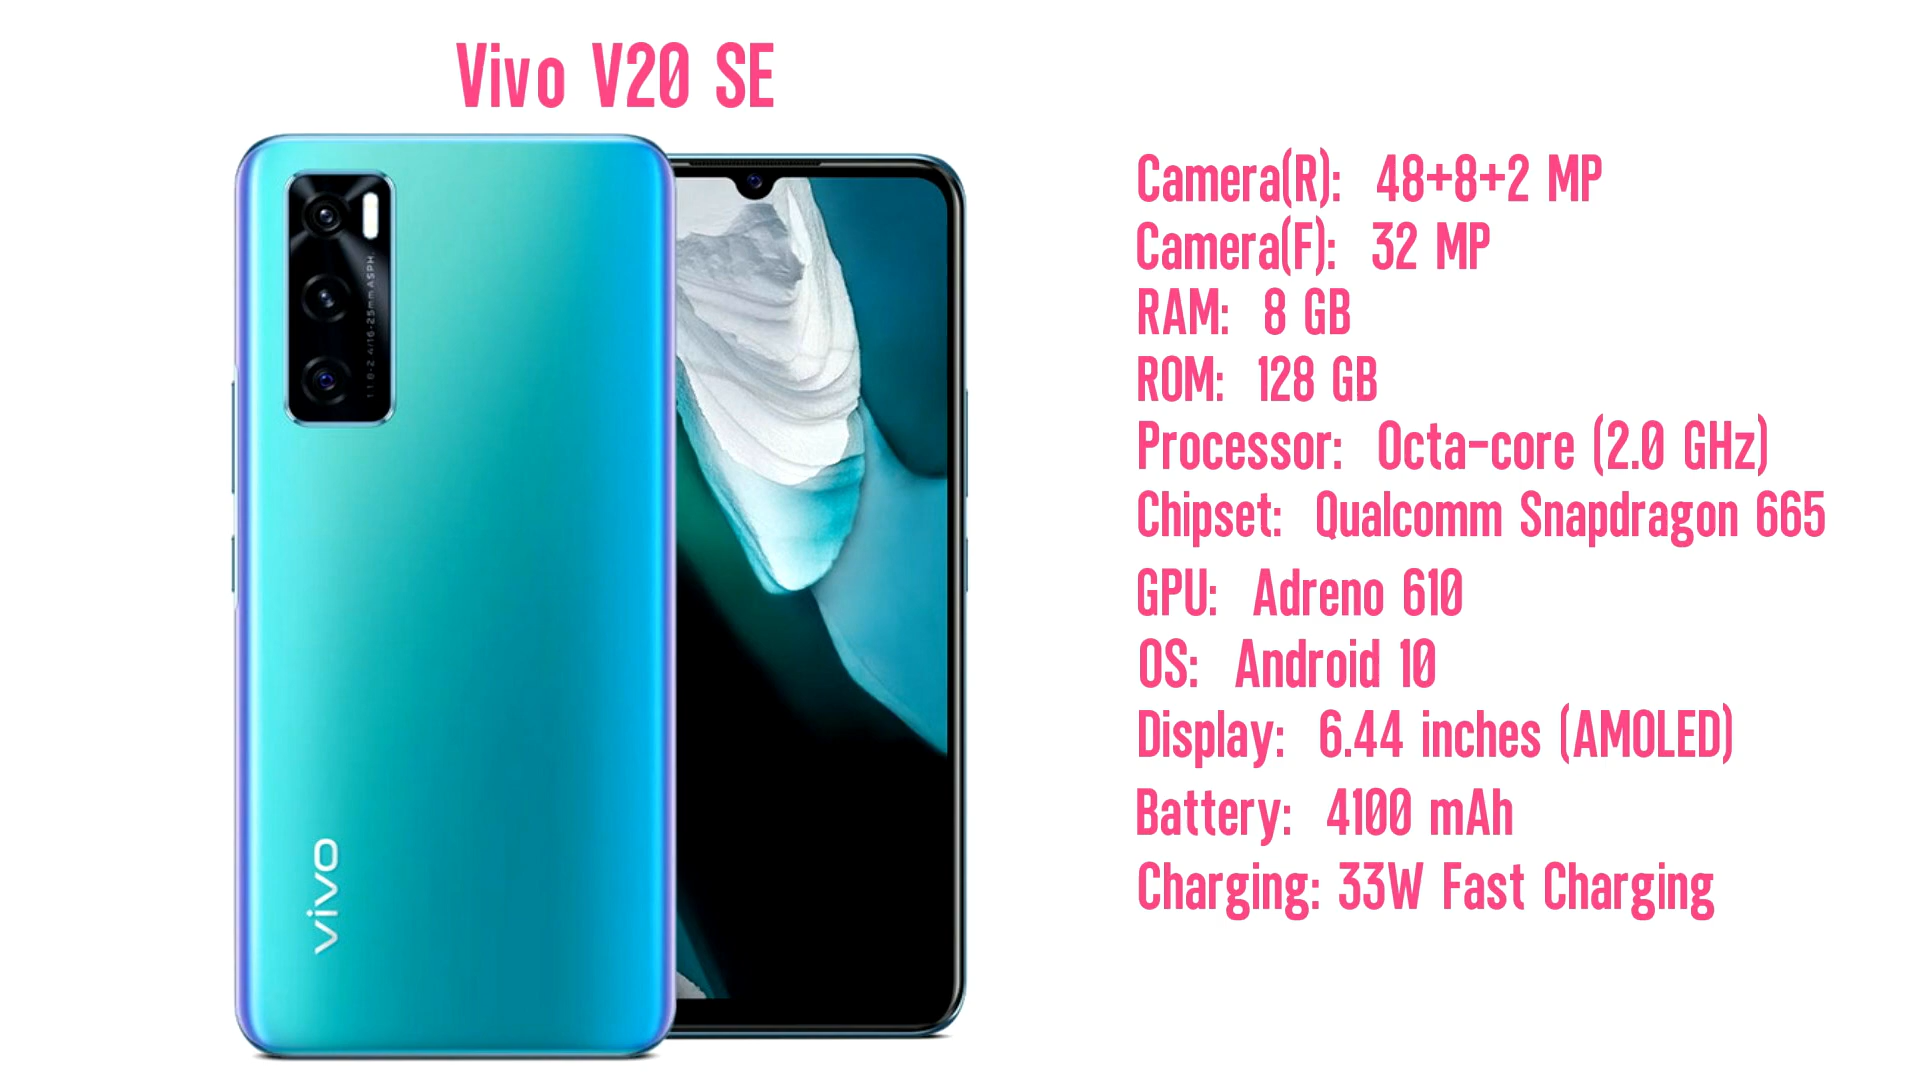 Vivo V20 SE
Camera(R): 48+8+2 MP
Camera(F): 32 MP
RAM: 8 GB
ROM: 128 GB
Processor: Octa-core (2.0 GHz)
Chipset: Qualcomm Snapdragon 665
GPU: Adreno 610
OS: Android 10
Display: 6.44 inches (AMOLED)
Battery: 4100 mAh
Charging: 33W Fast Charging
vivo